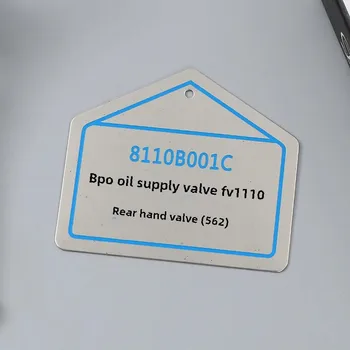 8110B001C
Bpo oil supply valve fv1110
Rear hand valve (562)